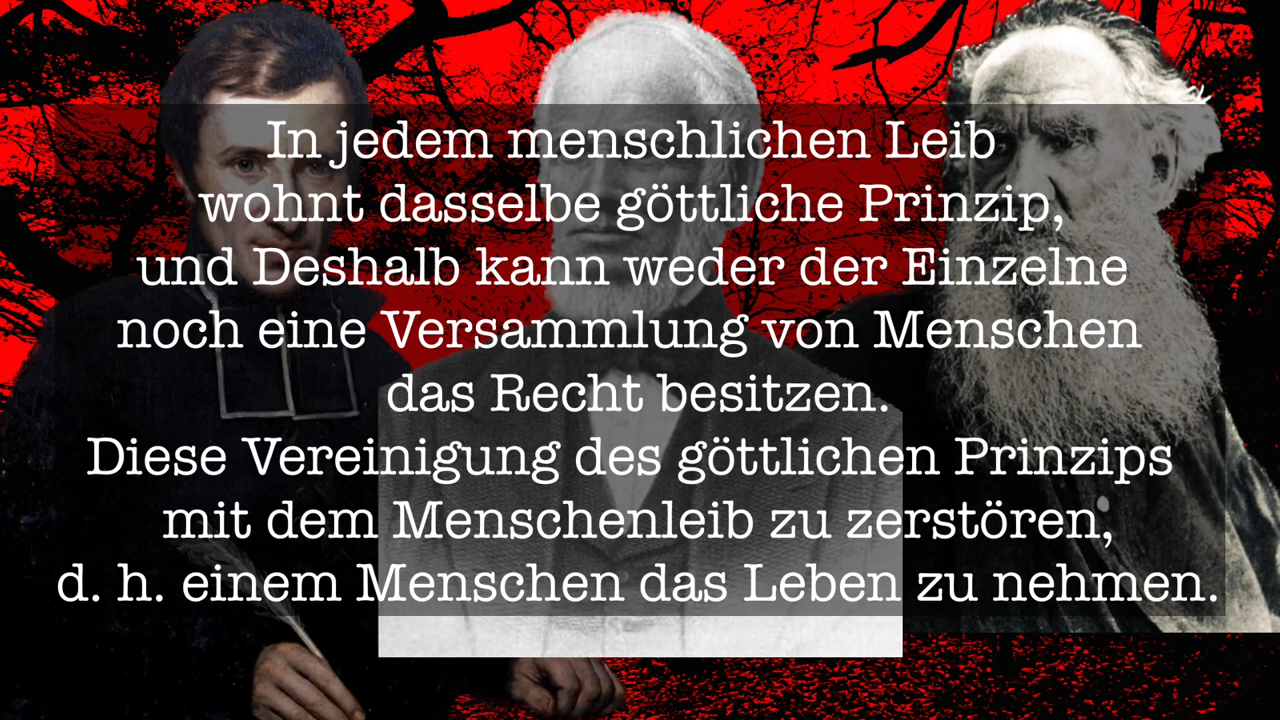 In jedem menschlichen Leib
wohnt dasselbe göttliche Prinzip,
und Deshalb kann weder der Einzelne
noch eine Versammlung von Menschen
das Recht besitzen.
Diese Vereinigung des göttlichen Prinzips
mit dem Menschenleib zu zerstören,
d. h. einem Menschen das Leben zu nehmen.